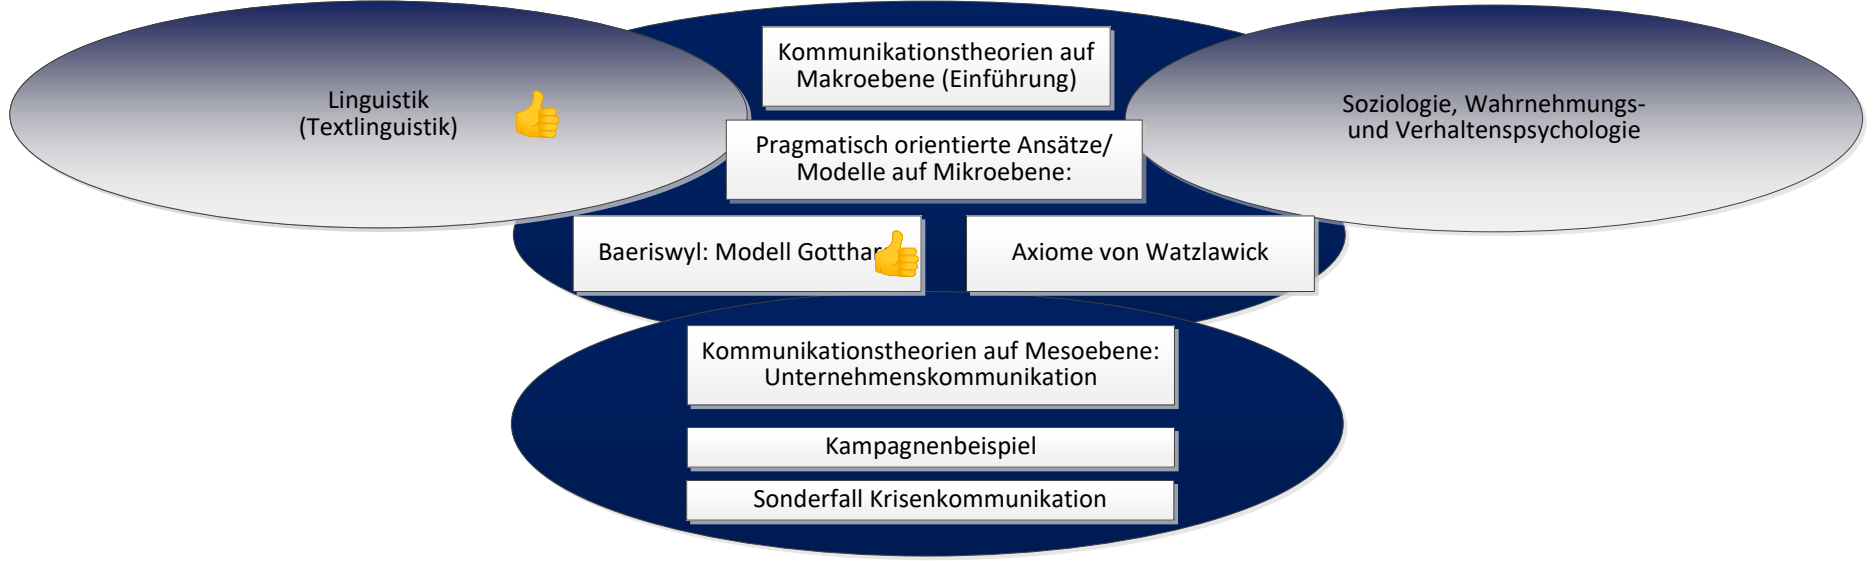 Kommunikationstheorien auf
Makroebene (Einführung)
Linguistik
(Textlinguistik)
Soziologie, Wahrnehmungs-
und Verhaltenspsychologie
Pragmatisch orientierte Ansätze/
Modelle auf Mikroebene:
Baeriswyl: Modell
Axiome von Watzlawick
Kommunikationstheorien auf Mesoebene:
Unternehmenskommunikation
Kampagnenbeispiel
Sonderfall Krisenkommunikation